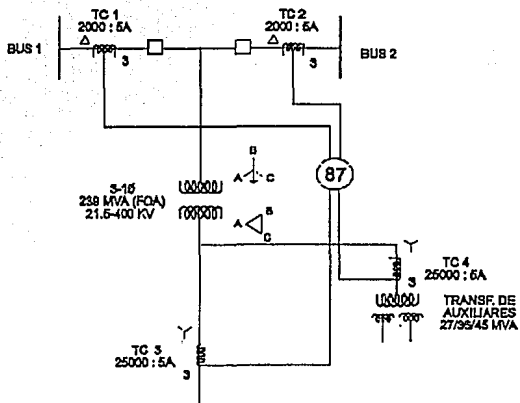 TC 1
2000 : 5A
TC 2
2000 : 5A
BUS 1
3
3
BUS 2
87
B
A
C
239 MVA (FOA)
21.5-400 KV
B
A
C
TC 4
25000 : 5A
3
TRANSF. DE
AUXILIARES
27/36/45 MVA
TC 3
25000 : 5A
3